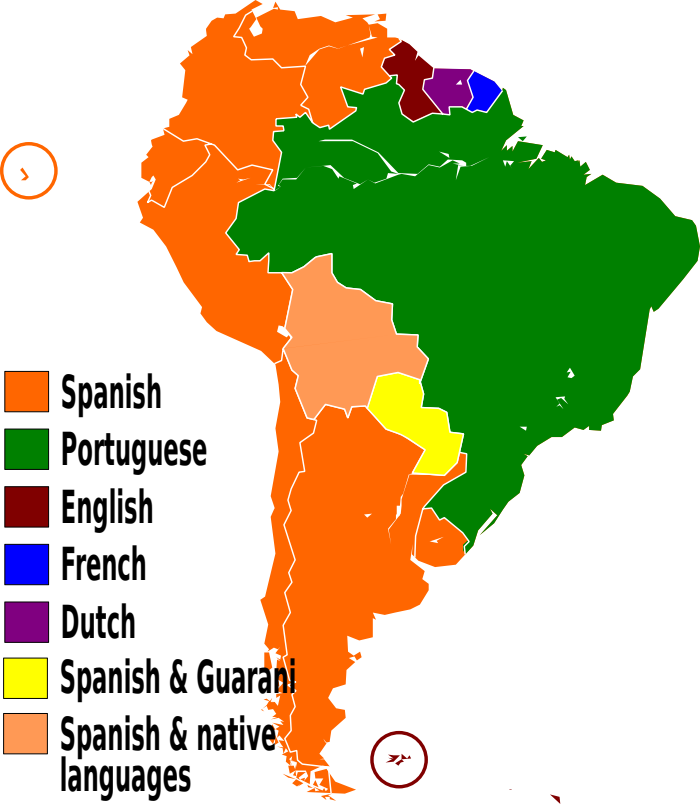 Spanish
Portuguese
English
French
Dutch
Spanish & Guarani
Spanish & native
languages